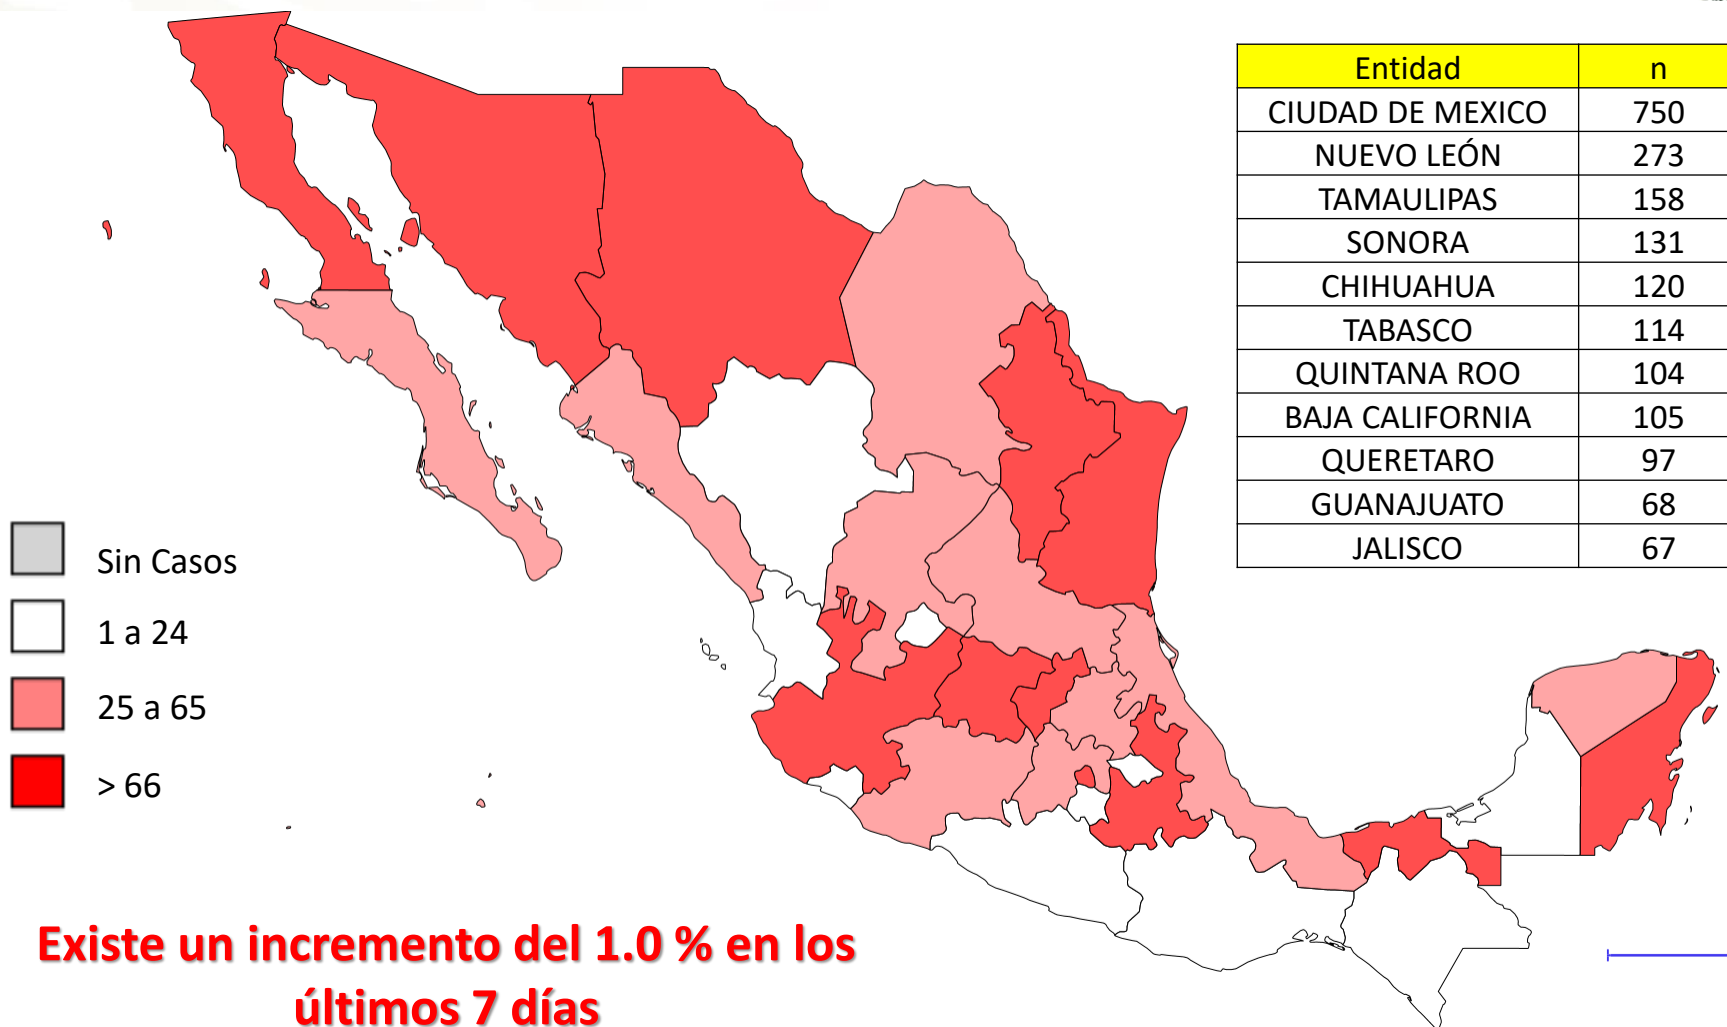 Entidad n
CIUDAD DE MEXICO 750
NUEVO LEÓN 273
TAMAULIPAS 158
SONORA 131
CHIHUAHUA 120
TABASCO 114
QUINTANA ROO 104
BAJA CALIFORNIA 105
QUERETARO 97
GUANAJUATO 68
JALISCO 67
Sin Casos
1 a 24
25 a 65
> 66
Existe un incremento del 1.0 % en los
últimos 7 días